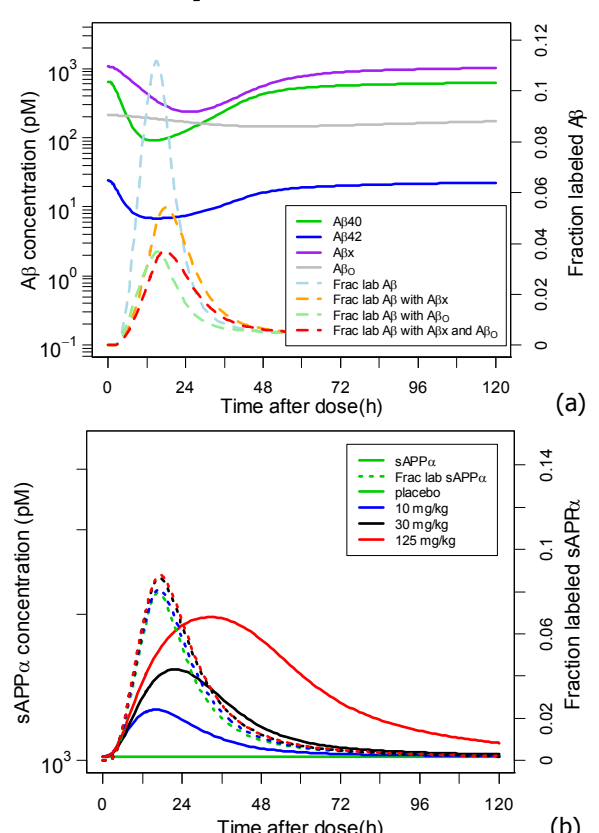 Aβ concentration (pM)
10³
10²
10¹
10⁰
10⁻¹
0.12
0.1
0.08
0.06
0.04
0.02
0
Fraction labeled Aβ
Aβ40
Aβ42
Aβx
Aβ_O
Frac lab Aβ
Frac lab Aβ with Aβx
Frac lab Aβ with Aβ_O
Frac lab Aβ with Aβx and Aβ_O
0 24 48 72 96 120
Time after dose(h)
(a)
sAPPα concentration (pM)
10³
0.14
0.1
0.06
0.02
0
Fraction labeled sAPPα
sAPPα
Frac lab sAPPα
placebo
10 mg/kg
30 mg/kg
125 mg/kg
0 24 48 72 96 120
Time after dose(h)
(b)